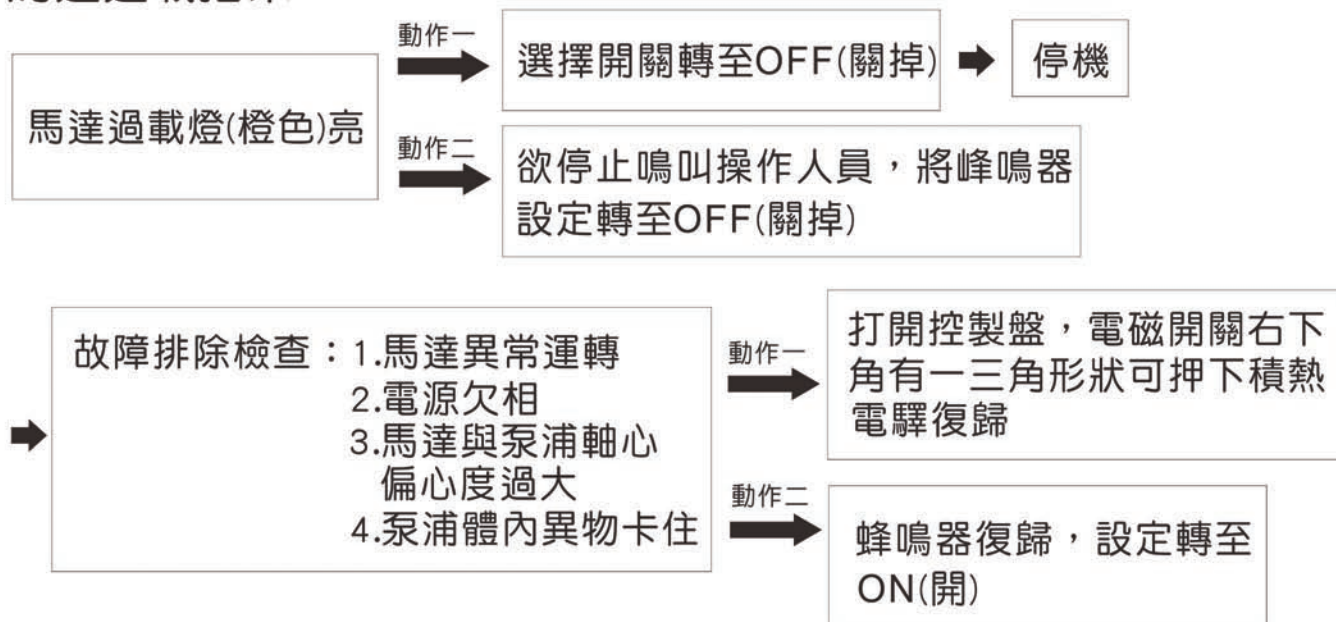 動作一
選擇開關轉至OFF(關掉)
停機
馬達過載燈(橙色)亮
動作二
欲停止鳴叫操作人員，將峰鳴器
設定轉至OFF(關掉)
故障排除檢查：1.馬達異常運轉
2.電源欠相
3.馬達與泵浦軸心
偏心度過大
4.泵浦體內異物卡住
動作一
打開控製盤，電磁開關右下
角有一三角形狀可押下積熱
電驛復歸
動作二
蜂鳴器復歸，設定轉至
ON(開)